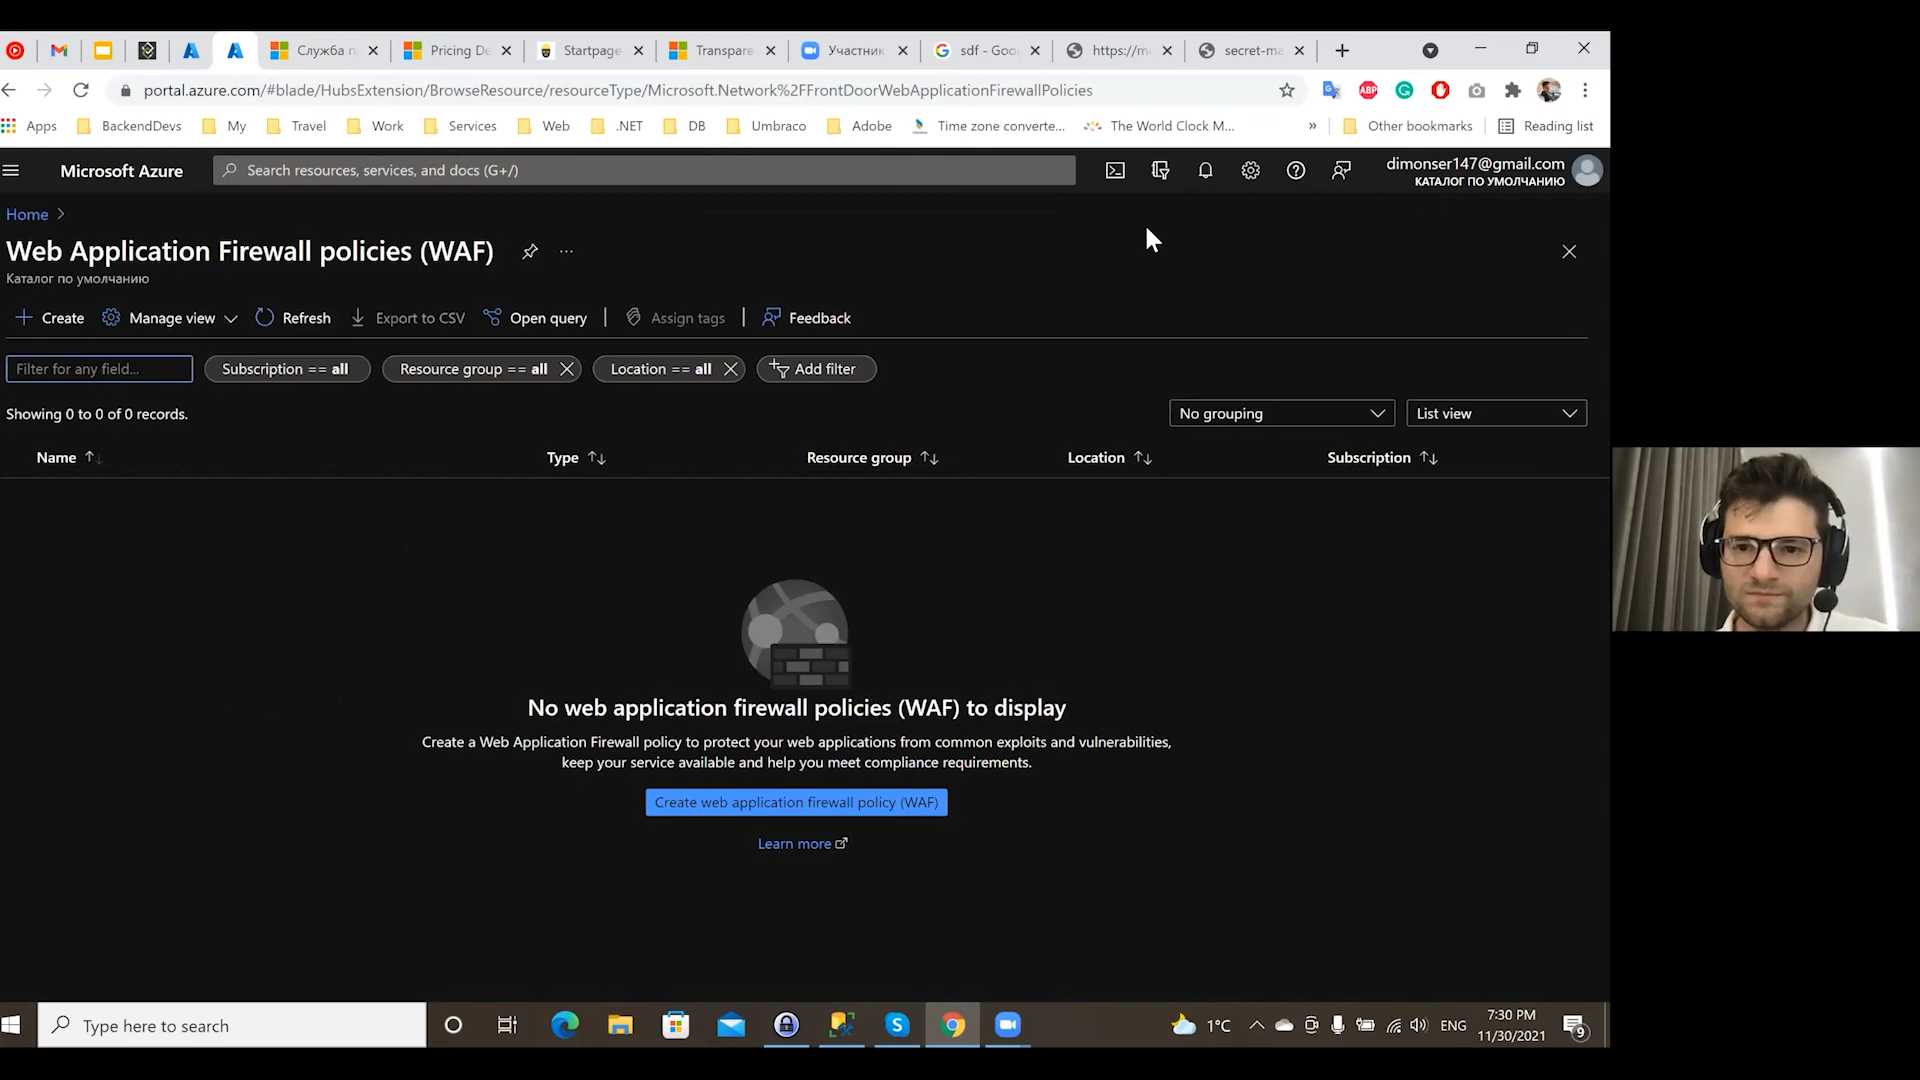 Служба п
Pricing De
Startpage
Transpare
Участник
sdf - Goo
https://m
secret-ma
portal.azure.com/#blade/HubsExtension/BrowseResource/resourceType/Microsoft.Network%2FFrontDoorWebApplicationFirewallPolicies
ABP
Apps
BackendDevs
My
Travel
Work
Services
Web
.NET
DB
Umbraco
Adobe
Time zone converte...
The World Clock M...
»
Other bookmarks
Reading list
Microsoft Azure
Search resources, services, and docs (G+/)
dimonser147@gmail.com
КАТАЛОГ ПО УМОЛЧАНИЮ
Home
Web Application Firewall policies (WAF)
Каталог по умолчанию
Create
Manage view
Refresh
Export to CSV
Open query
Assign tags
Feedback
Filter for any field...
Subscription == all
Resource group == all
Location == all
Add filter
Showing 0 to 0 of 0 records.
No grouping
List view
Name
Type
Resource group
Location
Subscription
No web application firewall policies (WAF) to display
Create a Web Application Firewall policy to protect your web applications from common exploits and vulnerabilities,
keep your service available and help you meet compliance requirements.
Create web application firewall policy (WAF)
Learn more
Type here to search
1°C
ENG
7:30 PM
11/30/2021
9